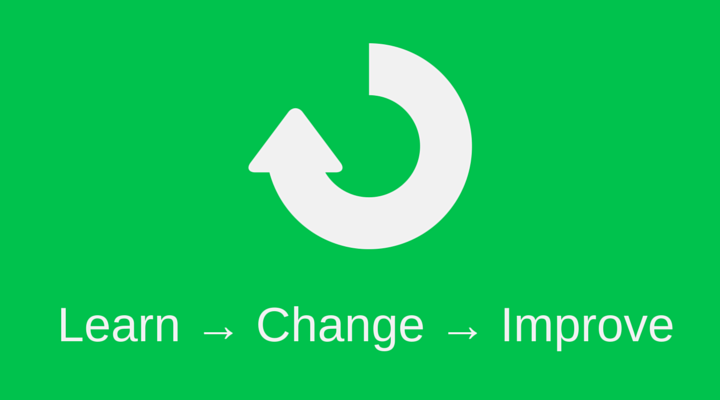 Learn → Change → Improve